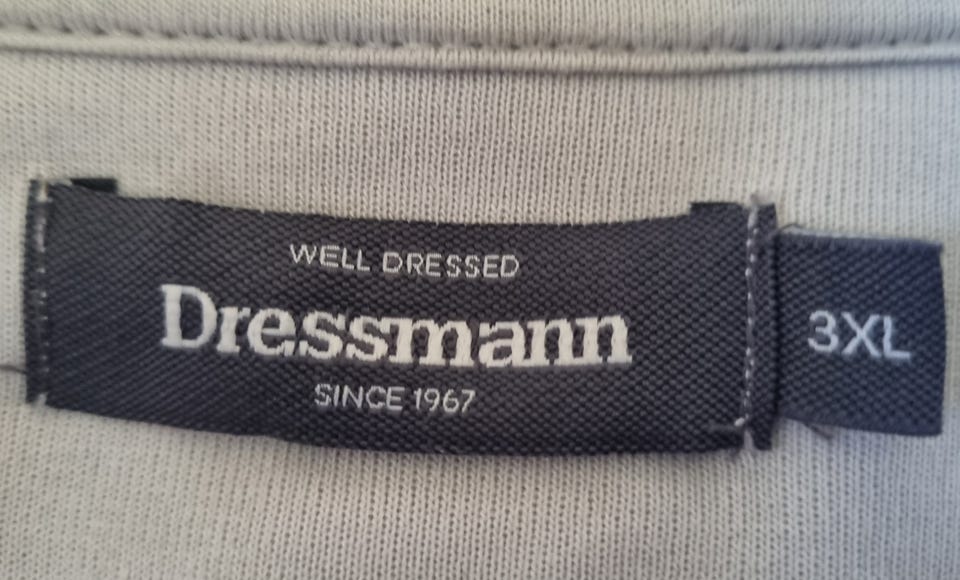 WELL DRESSED
Dressmann
SINCE 1967
3XL